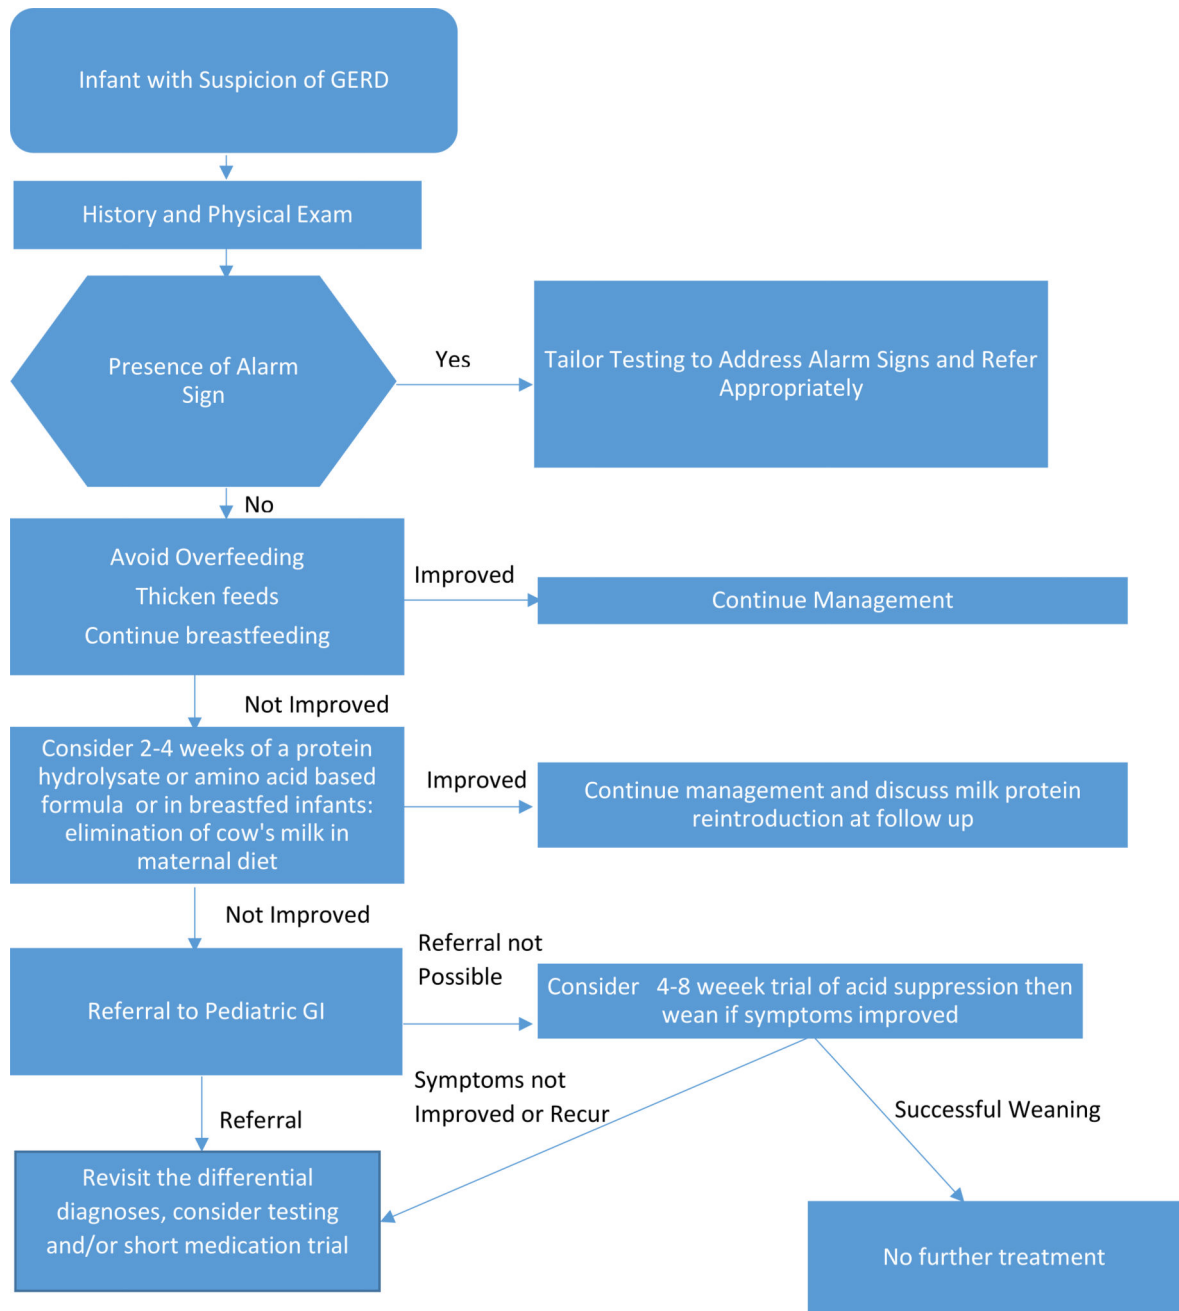 Infant with Suspicion of GERD
History and Physical Exam
Presence of Alarm
Sign
Yes
Tailor Testing to Address Alarm Signs and Refer
Appropriately
No
Avoid Overfeeding
Thicken feeds
Continue breastfeeding
Improved
Continue Management
Not Improved
Consider 2-4 weeks of a protein
hydrolysate or amino acid based
formula or in breastfed infants:
elimination of cow's milk in
maternal diet
Improved
Continue management and discuss milk protein
reintroduction at follow up
Not Improved
Referral to Pediatric GI
Referral not
Possible
Consider 4-8 weeek trial of acid suppression then
wean if symptoms improved
Symptoms not
Improved or Recur
Successful Weaning
Referral
Revisit the differential
diagnoses, consider testing
and/or short medication trial
No further treatment